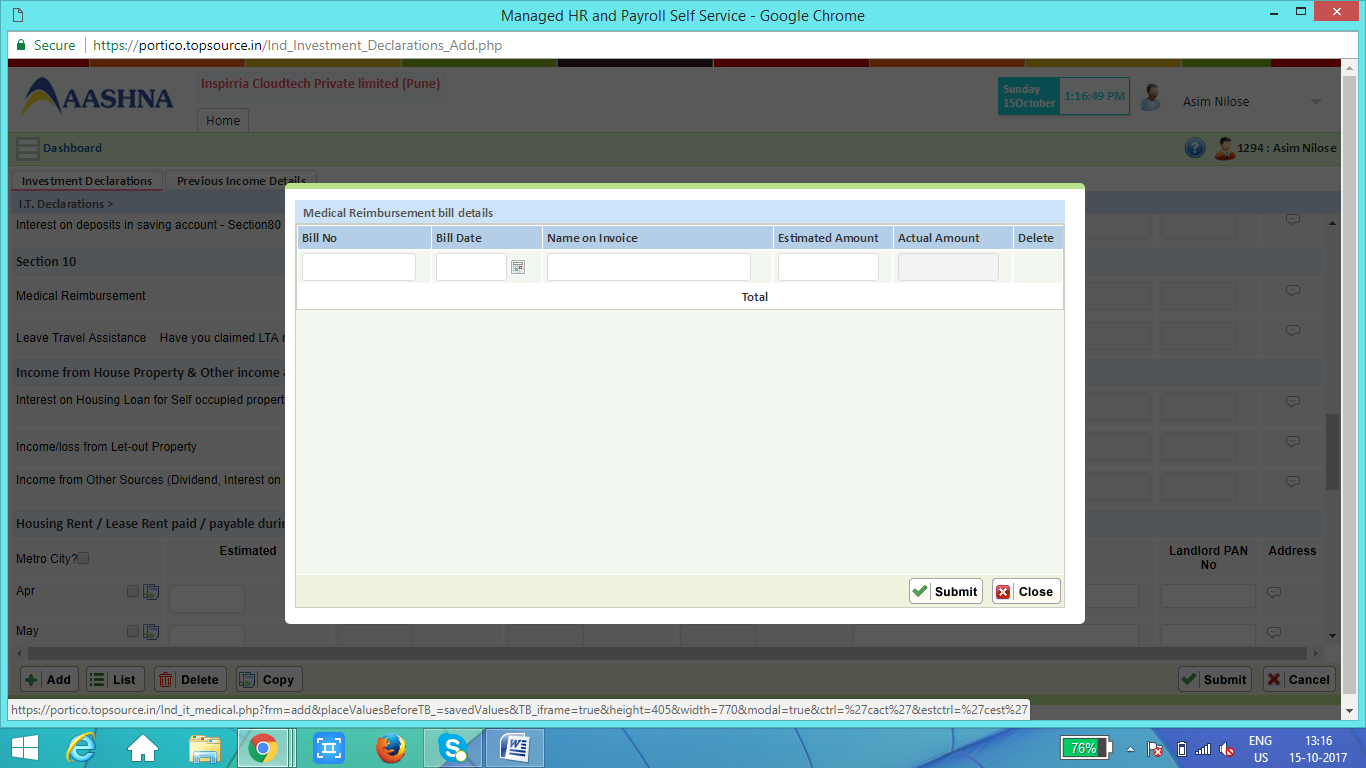 Managed HR and Payroll Self Service - Google Chrome
Secure https://portico.topsource.in/Ind_Investment_Declarations_Add.php
AASHNA
Inspirria Cloudtech Private limited (Pune)
Home
Sunday
15October
1:16:49 PM
Asim Nilose
Dashboard
1294 : Asim Nilose
Investment Declarations
Previous Income Details
I.T. Declarations >
Interest on deposits in saving account - Section80
Section 10
Medical Reimbursement
Leave Travel Assistance Have you claimed LTA
Income from House Property & Other income
Interest on Housing Loan for Self occupied
Income/loss from Let-out Property
Income from Other Sources (Dividend, Interest on
Housing Rent / Lease Rent paid / payable
Metro City?
Estimated
Landlord PAN No
Address
Apr
May
Medical Reimbursement bill details
Bill No
Bill Date
Name on Invoice
Estimated Amount
Actual Amount
Delete
Total
Submit
Close
Add
List
Delete
Copy
Submit
Cancel
https://portico.topsource.in/Ind_it_medical.php?frm=add&placeValuesBeforeTB_=savedValues&TB_iframe=true&height=405&width=770&modal=true&ctrl=%27cact%27&estctrl=%27cest%27
76%
ENG
US
13:16
15-10-2017